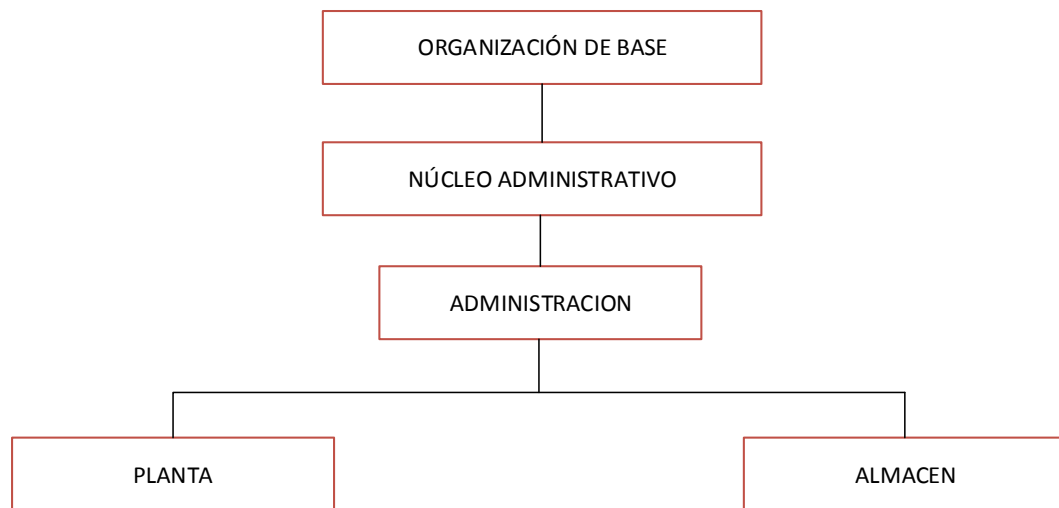 ORGANIZACIÓN DE BASE
NÚCLEO ADMINISTRATIVO
ADMINISTRACION
PLANTA
ALMACEN